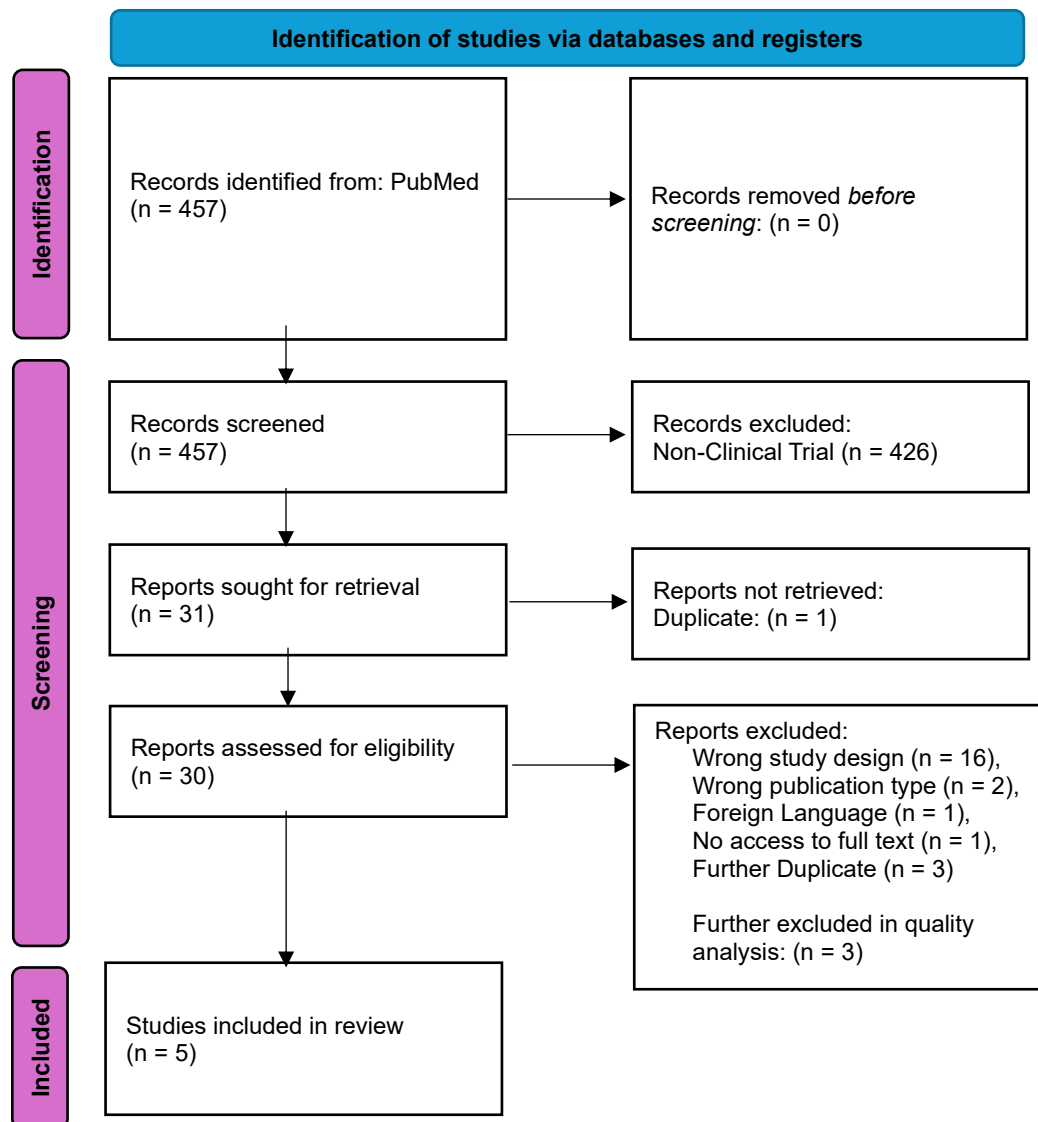 Identification of studies via databases and registers
Identification
Records identified from: PubMed
(n = 457)
Records removed before
screening: (n = 0)
Screening
Records screened
(n = 457)
Records excluded:
Non-Clinical Trial (n = 426)
Reports sought for retrieval
(n = 31)
Reports not retrieved:
Duplicate: (n = 1)
Reports assessed for eligibility
(n = 30)
Reports excluded:
Wrong study design (n = 16),
Wrong publication type (n = 2),
Foreign Language (n = 1),
No access to full text (n = 1),
Further Duplicate (n = 3)
Further excluded in quality
analysis: (n = 3)
Included
Studies included in review
(n = 5)